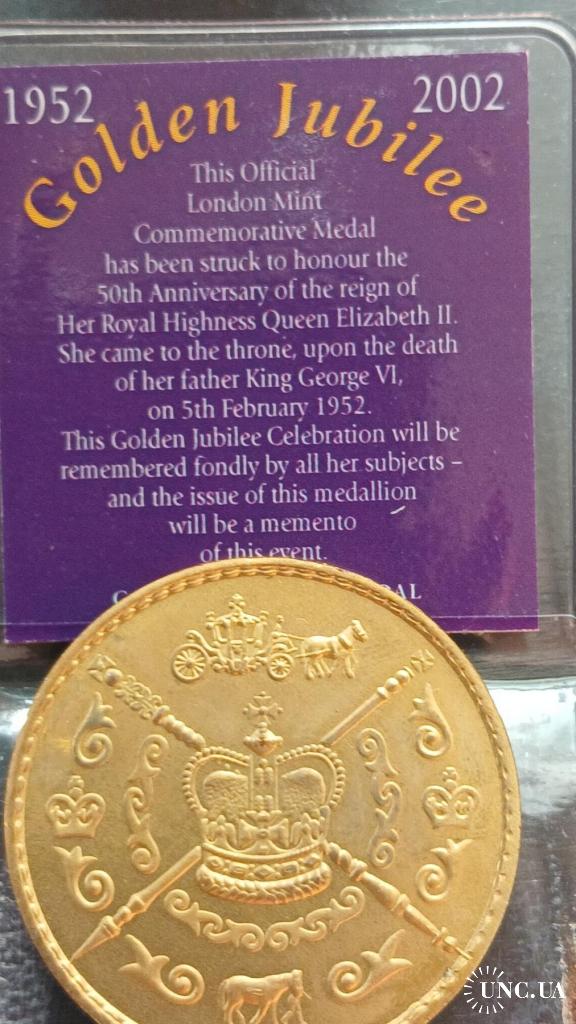 1952 2002
Golden Jubilee
This Official
London Mint
Commemorative Medal
has been struck to honour the
50th Anniversary of the reign of
Her Royal Highness Queen Elizabeth II.
She came to the throne, upon the death
of her father King George VI,
on 5th February 1952.
This Golden Jubilee Celebration will be
remembered fondly by all her subjects –
and the issue of this medallion
will be a memento
of this event.
UNC.UA